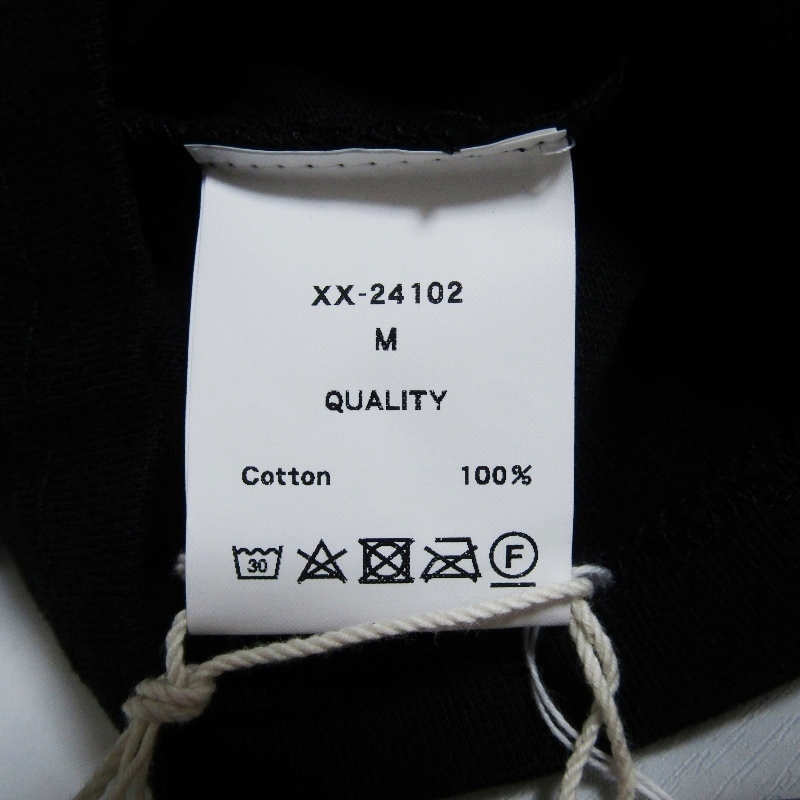 XX-24102
M
QUALITY
Cotton 100%
30 F